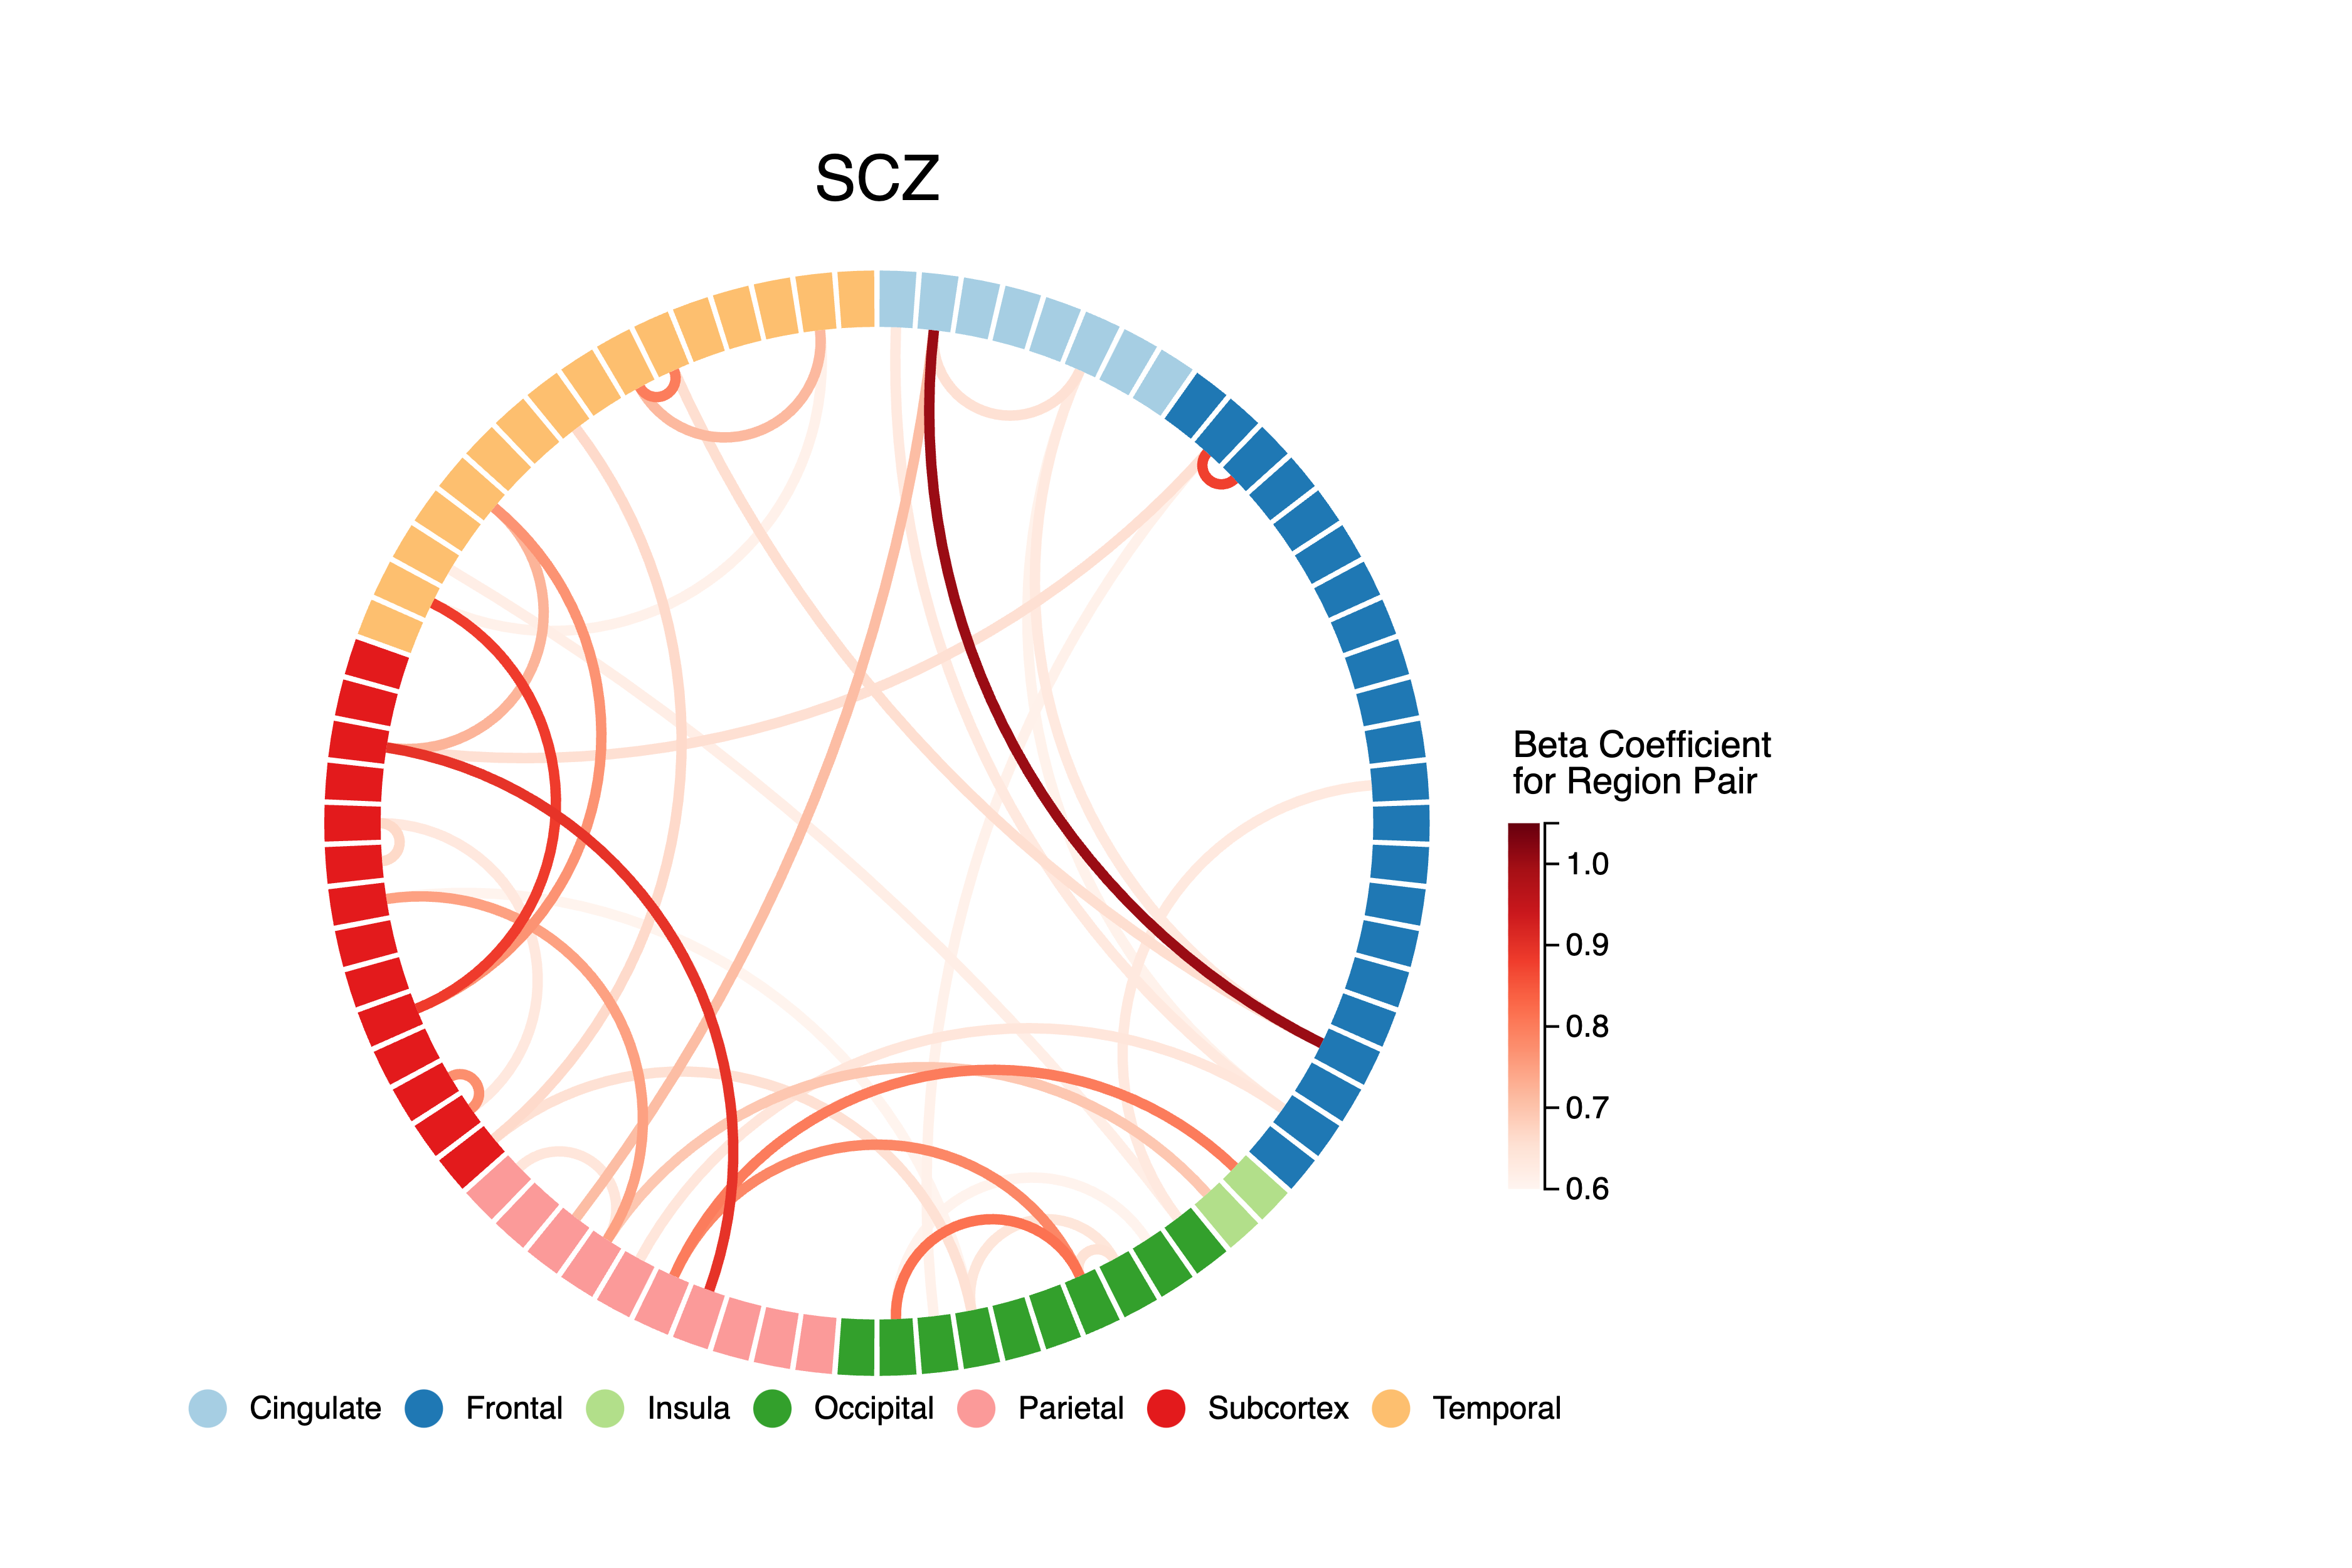 SCZ
Beta Coefficient
for Region Pair
1.0
0.9
0.8
0.7
0.6
Cingulate Frontal Insula Occipital Parietal Subcortex Temporal